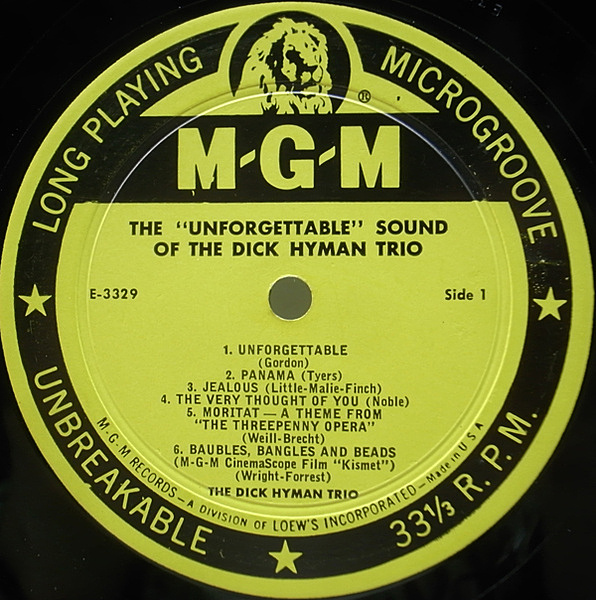 LONG PLAYING
MICROGROOVE
®
M-G-M
THE "UNFORGETTABLE" SOUND
OF THE DICK HYMAN TRIO
E-3329
Side 1
1. UNFORGETTABLE
(Gordon)
2. PANAMA (Tyers)
3. JEALOUS (Little-Malie-Finch)
4. THE VERY THOUGHT OF YOU (Noble)
5. MORITAT — A THEME FROM
"THE THREEPENNY OPERA"
(Weill-Brecht)
6. BAUBLES, BANGLES AND BEADS
(M-G-M CinemaScope Film "Kismet")
(Wright-Forrest)
THE DICK HYMAN TRIO
M-G-M RECORDS—A DIVISION OF LOEW'S INCORPORATED—Made in U S A
UNBREAKABLE
33⅓ R.P.M.